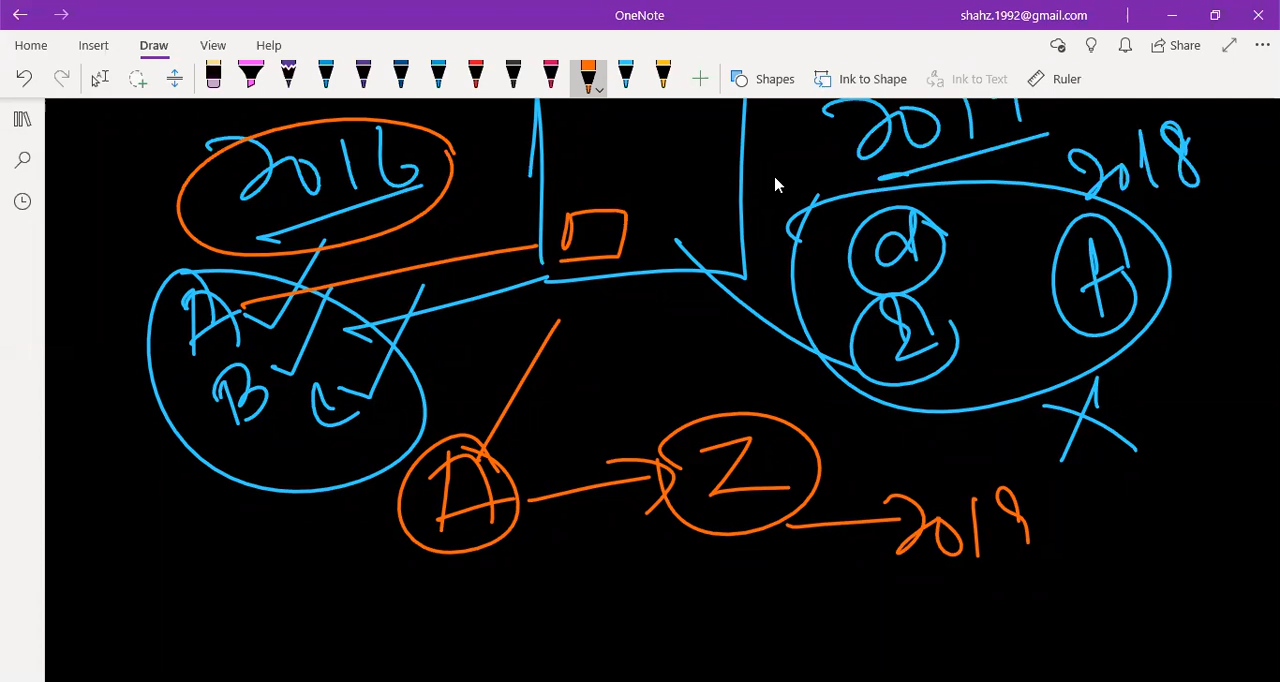 OneNote
shahz.1992@gmail.com
Home Insert Draw View Help
Share
Shapes Ink to Shape Ink to Text Ruler
2016
2018
A
B
C
d
A
Z
2019